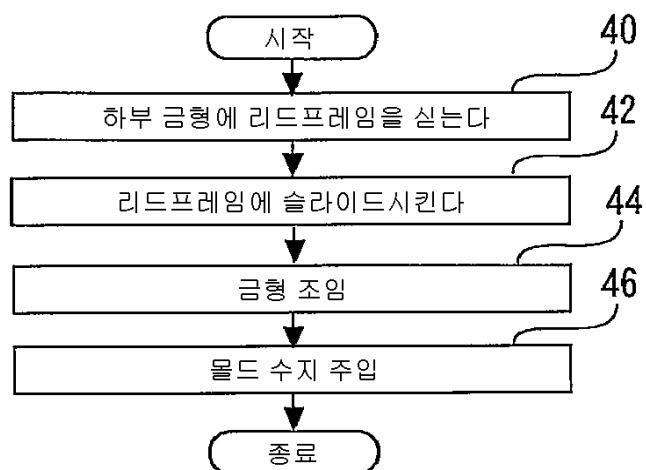 시작
40
하부 금형에 리드프레임을 싣는다
42
리드프레임에 슬라이드시킨다
44
금형 조임
46
몰드 수지 주입
종료